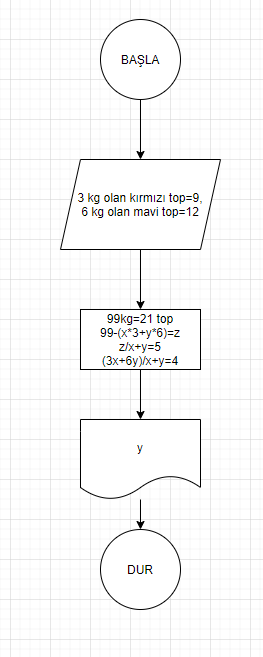 BAŞLA
3 kg olan kırmızı top=9,
6 kg olan mavi top=12
99kg=21 top
99-(x*3+y*6)=z
z/x+y=5
(3x+6y)/x+y=4
y
DUR